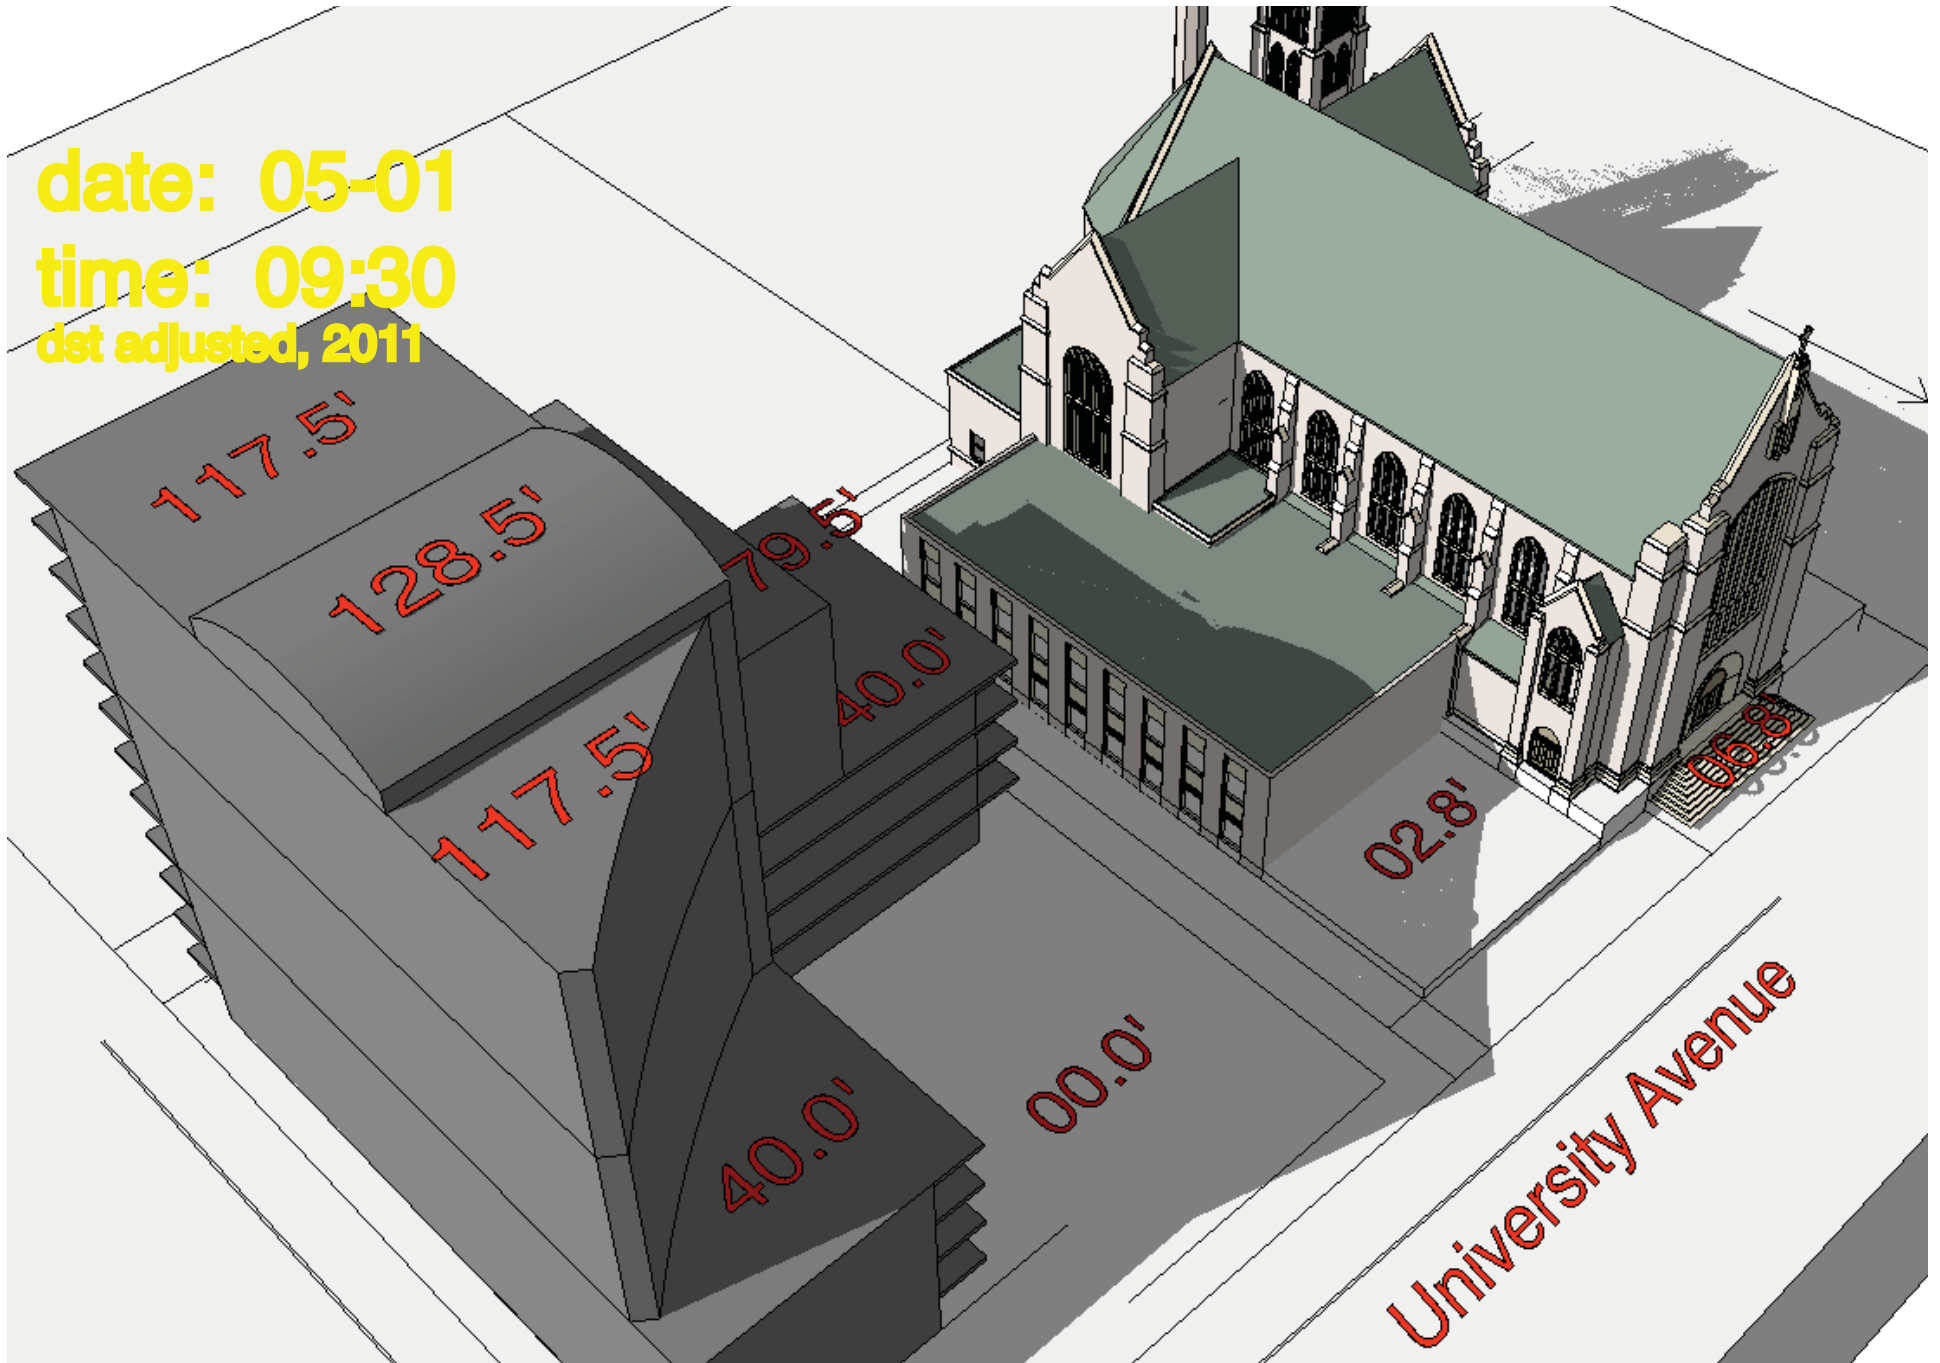 date: 05-01
time: 09:30
dst adjusted, 2011
117.5'
128.5'
79.5'
117.5'
40.0'
06.8'
02.8'
00.0'
40.0'
University Avenue